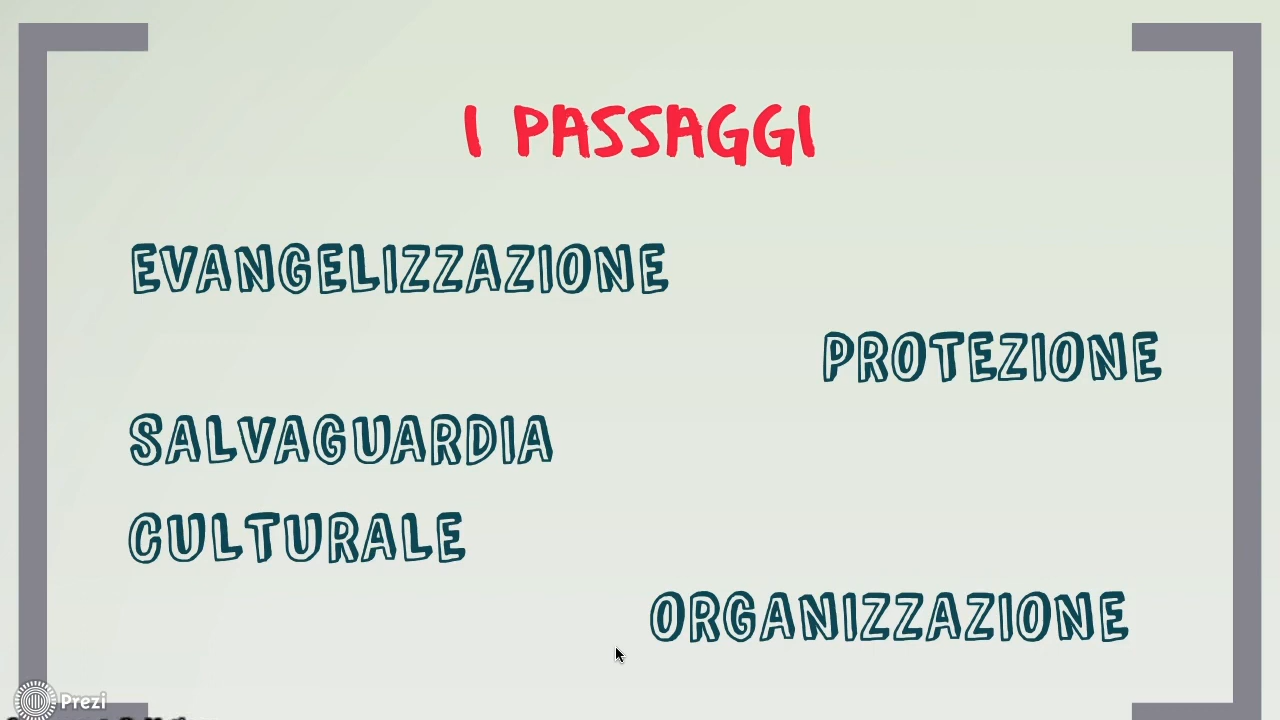 I PASSAGGI
EVANGELIZZAZIONE
PROTEZIONE
SALVAGUARDIA
CULTURALE
ORGANIZZAZIONE
Prezi